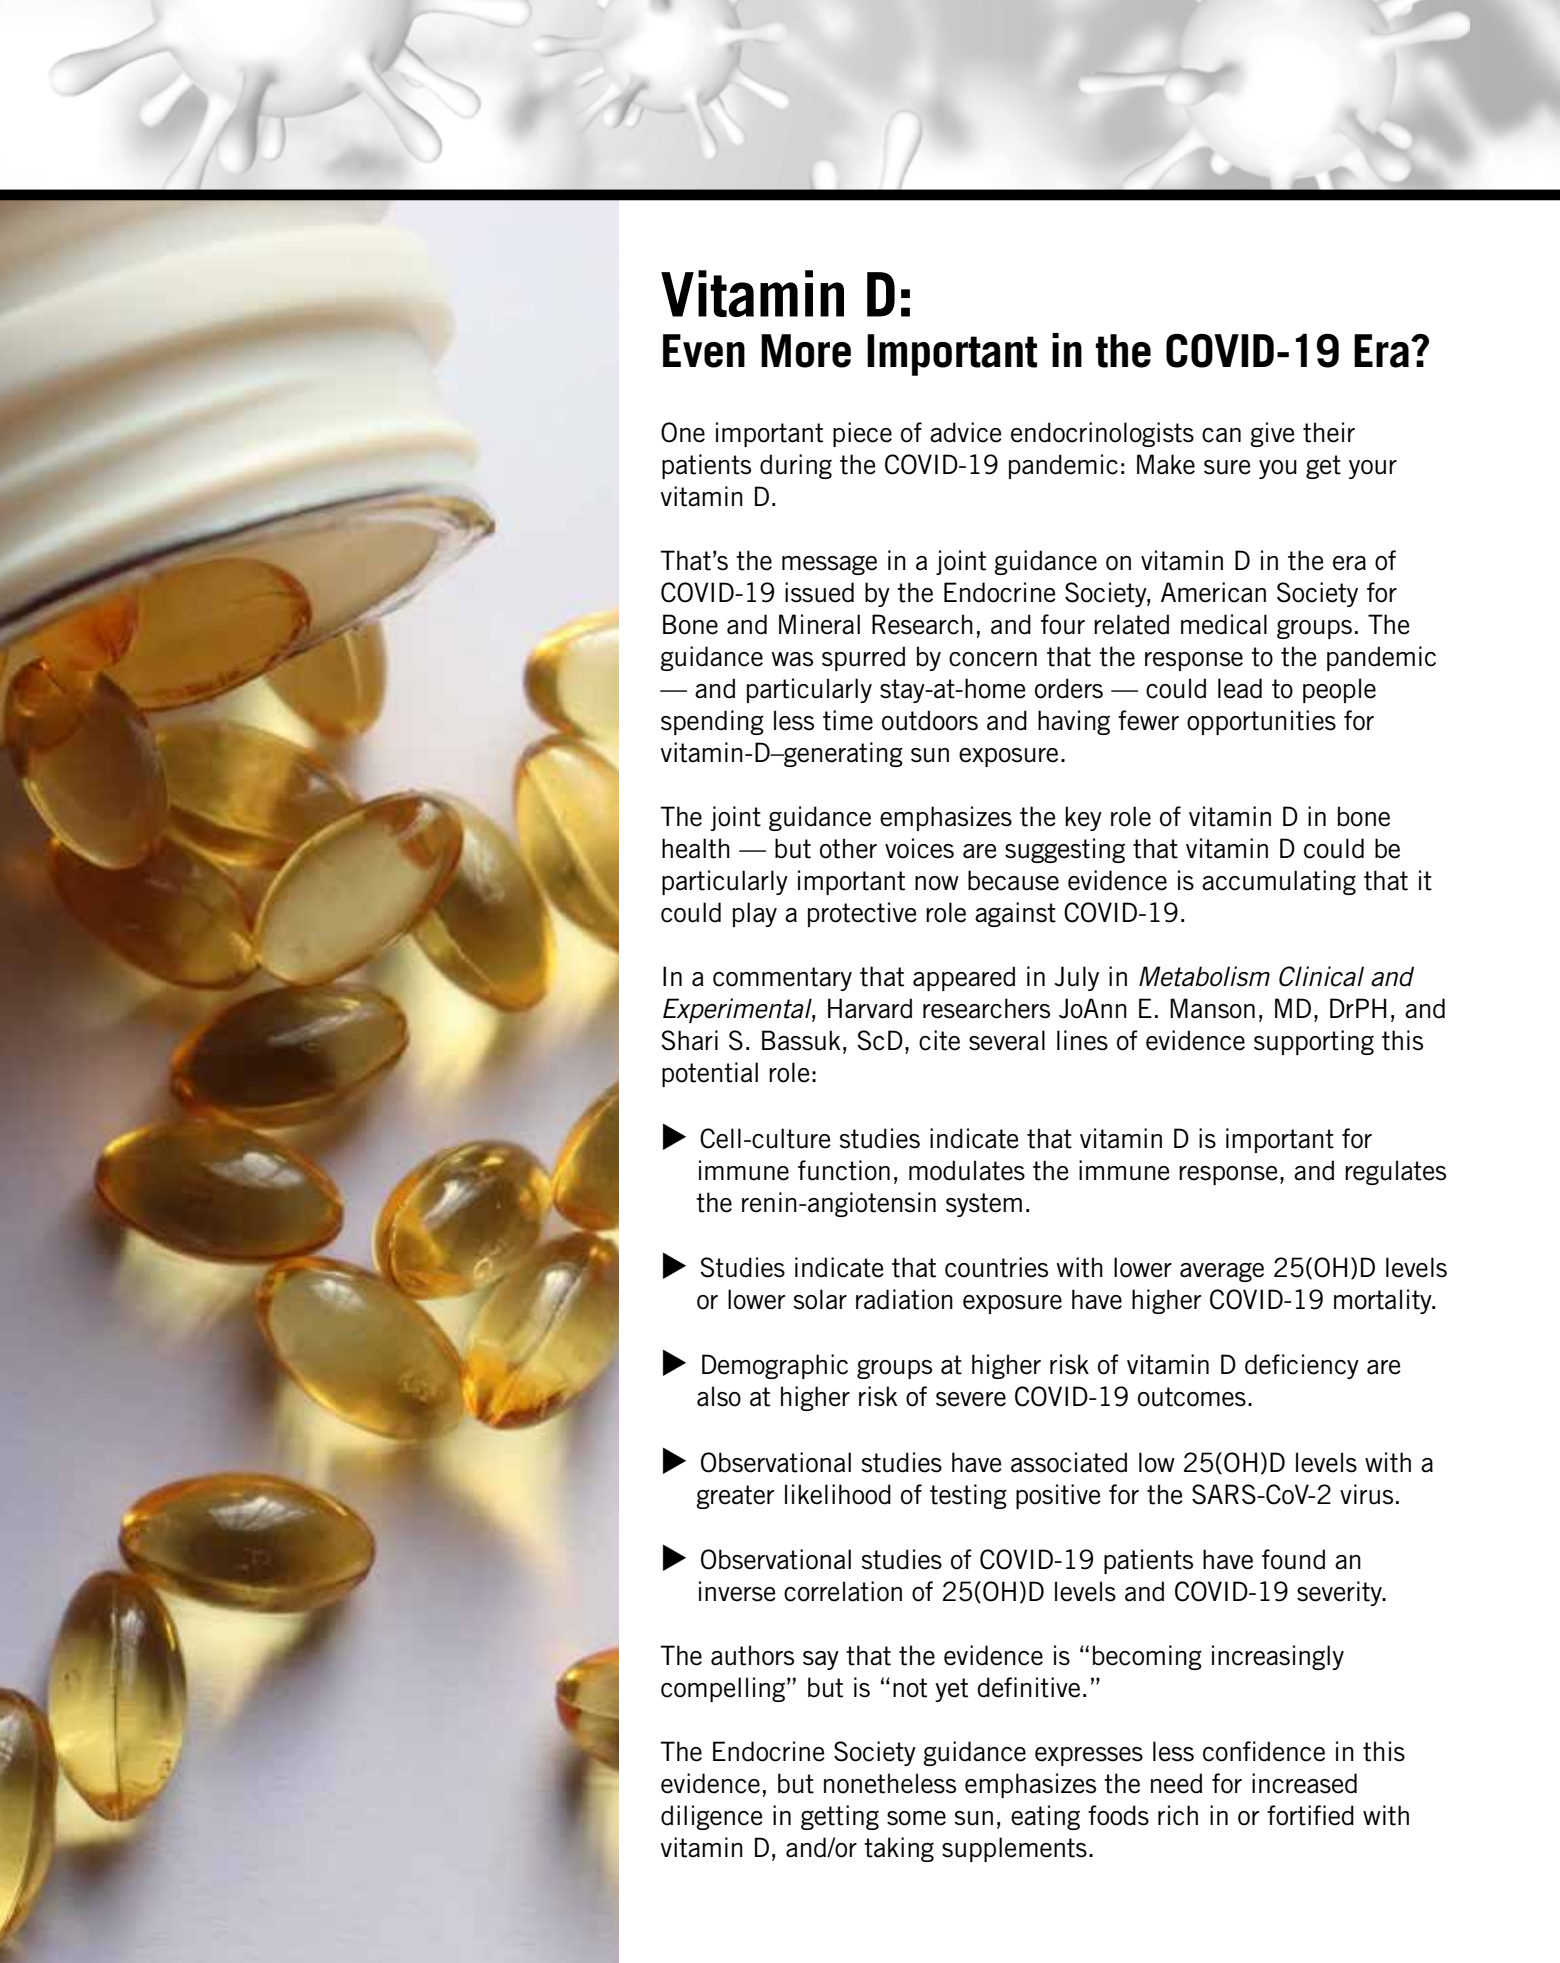 Vitamin D:
Even More Important in the COVID-19 Era?
One important piece of advice endocrinologists can give their
patients during the COVID-19 pandemic: Make sure you get your
vitamin D.
That’s the message in a joint guidance on vitamin D in the era of
COVID-19 issued by the Endocrine Society, American Society for
Bone and Mineral Research, and four related medical groups. The
guidance was spurred by concern that the response to the pandemic
— and particularly stay-at-home orders — could lead to people
spending less time outdoors and having fewer opportunities for
vitamin-D–generating sun exposure.
The joint guidance emphasizes the key role of vitamin D in bone
health — but other voices are suggesting that vitamin D could be
particularly important now because evidence is accumulating that it
could play a protective role against COVID-19.
In a commentary that appeared in July in Metabolism Clinical and
Experimental, Harvard researchers JoAnn E. Manson, MD, DrPH, and
Shari S. Bassuk, ScD, cite several lines of evidence supporting this
potential role:
▶ Cell-culture studies indicate that vitamin D is important for
immune function, modulates the immune response, and regulates
the renin-angiotensin system.
▶ Studies indicate that countries with lower average 25(OH)D levels
or lower solar radiation exposure have higher COVID-19 mortality.
▶ Demographic groups at higher risk of vitamin D deficiency are
also at higher risk of severe COVID-19 outcomes.
▶ Observational studies have associated low 25(OH)D levels with a
greater likelihood of testing positive for the SARS-CoV-2 virus.
▶ Observational studies of COVID-19 patients have found an
inverse correlation of 25(OH)D levels and COVID-19 severity.
The authors say that the evidence is “becoming increasingly
compelling” but is “not yet definitive.”
The Endocrine Society guidance expresses less confidence in this
evidence, but nonetheless emphasizes the need for increased
diligence in getting some sun, eating foods rich in or fortified with
vitamin D, and/or taking supplements.